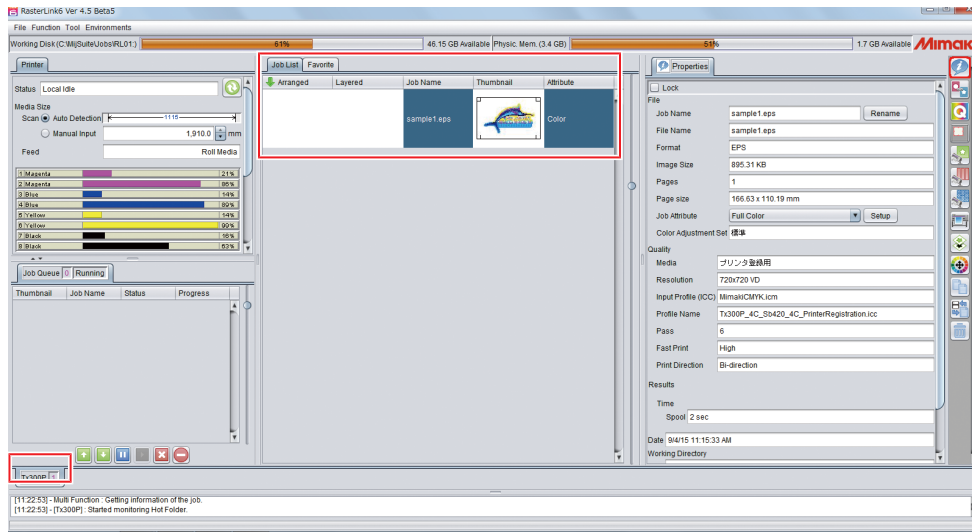 RasterLink6 Ver 4.5 Beta5
File Function Tool Environments
Working Disk (C:\MijSuite\Jobs\RL01:) 61% 46.15 GB Available Physic. Mem. (3.4 GB) 51% 1.7 GB Available Mimaki
Printer
Status Local Idle
Media Size
Scan Auto Detection 1115
Manual Input 1,910.0 mm
Feed Roll Media
1 Magenta 21%
2 Magenta 86%
3 Blue 14%
4 Blue 89%
5 Yellow 14%
6 Yellow 99%
7 Black 16%
8 Black 63%
Job Queue 0 Running
Thumbnail Job Name Status Progress
Job List Favorite
Arranged Layered Job Name Thumbnail Attribute
sample1.eps Color
Properties
Lock
File
Job Name sample1.eps Rename
File Name sample1.eps
Format EPS
Image Size 895.31 KB
Pages 1
Page size 166.63 x 110.19 mm
Job Attribute Full Color Setup
Color Adjustment Set 標準
Quality
Media プリンタ登録用
Resolution 720x720 VD
Input Profile (ICC) MimakiCMYK.icm
Profile Name Tx300P_4C_Sb420_4C_PrinterRegistration.icc
Pass 6
Fast Print High
Print Direction Bi-direction
Results
Time
Spool 2 sec
Date 9/4/15 11:15:33 AM
Working Directory
Tx300P
[11:22:53] - Multi Function : Getting information of the job.
[11:22:53] - [Tx300P] : Started monitoring Hot Folder.